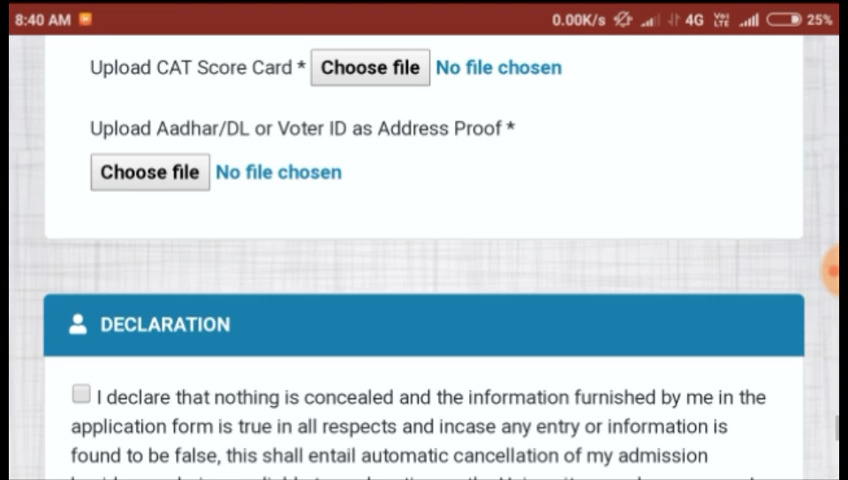 8:40 AM 0.00K/s 4G Vo) LTE 25%
Upload CAT Score Card * Choose file No file chosen
Upload Aadhar/DL or Voter ID as Address Proof *
Choose file No file chosen
DECLARATION
I declare that nothing is concealed and the information furnished by me in the
application form is true in all respects and incase any entry or information is
found to be false, this shall entail automatic cancellation of my admission